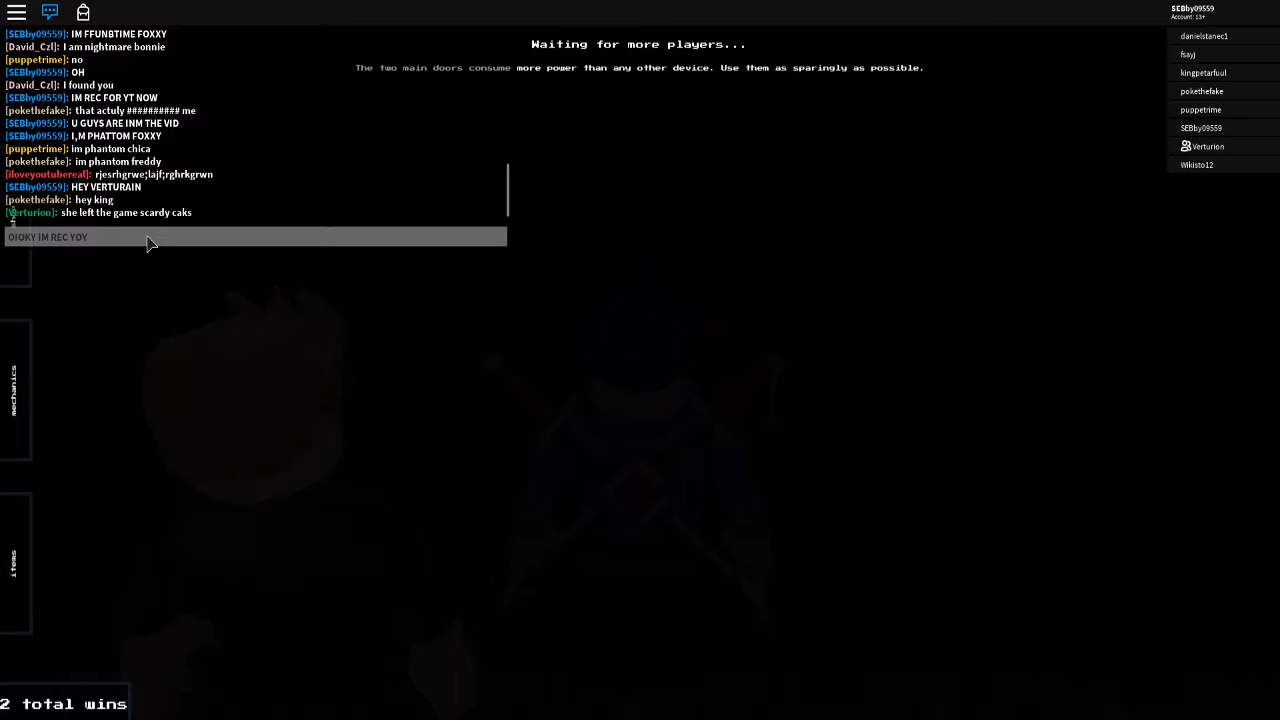 SEBby09559
Account: 13+
[SEBby09559]: IM FFUNBTIME FOXXY
[David_Czl]: I am nightmare bonnie
[puppetrime]: no
[SEBby09559]: OH
[David_Czl]: I found you
[SEBby09559]: IM REC FOR YT NOW
[pokethefake]: that actuly ########## me
[SEBby09559]: U GUYS ARE INM THE VID
[SEBby09559]: I,M PHATTOM FOXXY
[puppetrime]: im phantom chica
[pokethefake]: im phantom freddy
[iloveyoutubereal]: rjesrhgrwe;lajf;rghrkgrwn
[SEBby09559]: HEY VERTURAIN
[pokethefake]: hey king
[Verturion]: she left the game scardy caks
OIOKY IM REC YOY
Waiting for more players...
The two main doors consume more power than any other device. Use them as sparingly as possible.
danielstanec1
fsayj
kingpetarfuul
pokethefake
puppetrime
SEBby09559
Verturion
Wikisto12
mechanics
items
2 total wins